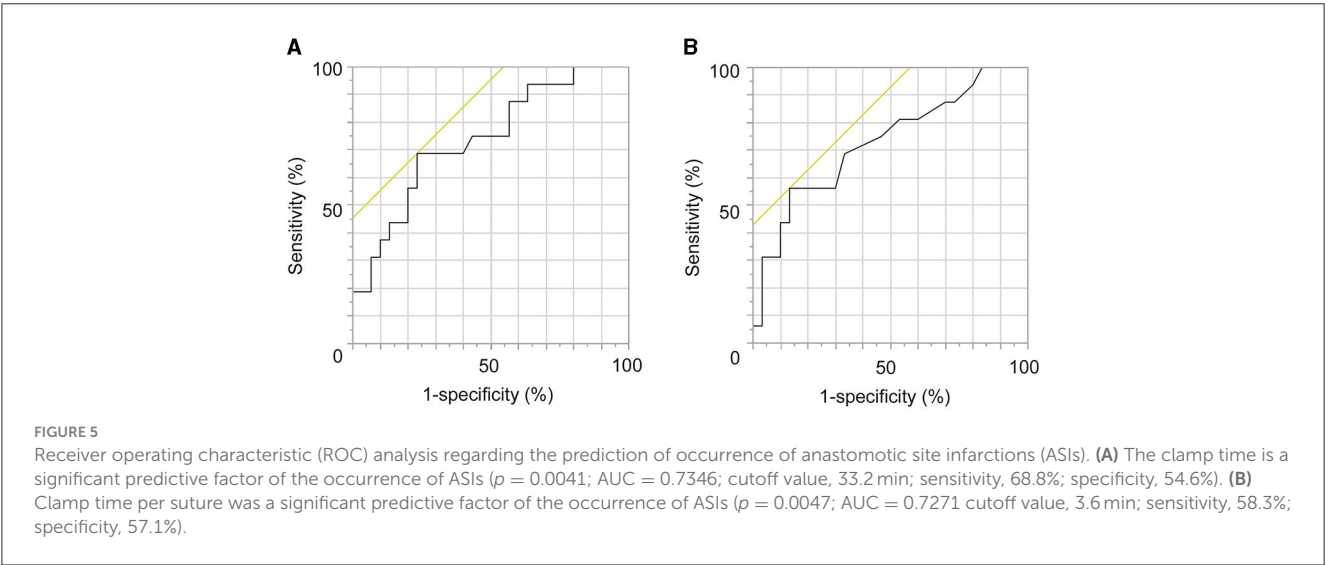 A
B
100
100
Sensitivity (%)
Sensitivity (%)
50
50
0
0
50
100
50
100
1-specificity (%)
1-specificity (%)
FIGURE 5
Receiver operating characteristic (ROC) analysis regarding the prediction of occurrence of anastomotic site infarctions (ASIs). (A) The clamp time is a
significant predictive factor of the occurrence of ASIs (p = 0.0041; AUC = 0.7346; cutoff value, 33.2 min; sensitivity, 68.8%; specificity, 54.6%). (B)
Clamp time per suture was a significant predictive factor of the occurrence of ASIs (p = 0.0047; AUC = 0.7271 cutoff value, 3.6 min; sensitivity, 58.3%;
specificity, 57.1%).